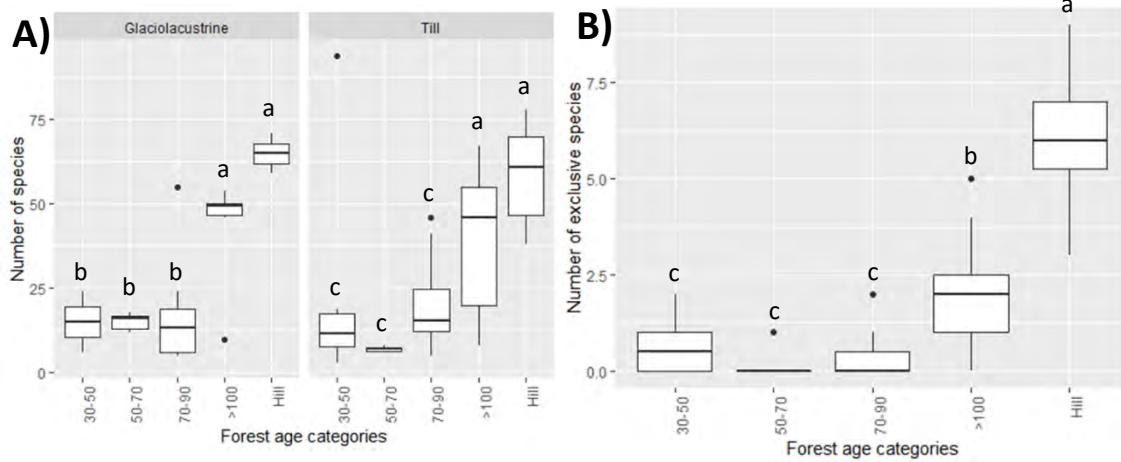 A)
Glaciolacustrine
Till
Number of species
75
50
25
0
b
b
b
a
a
c
c
c
a
a
30-50
50-70
70-90
>100
Hill
30-50
50-70
70-90
>100
Hill
Forest age categories
B)
Number of exclusive species
7.5
5.0
2.5
0.0
c
c
c
b
a
30-50
50-70
70-90
>100
Hill
Forest age categories